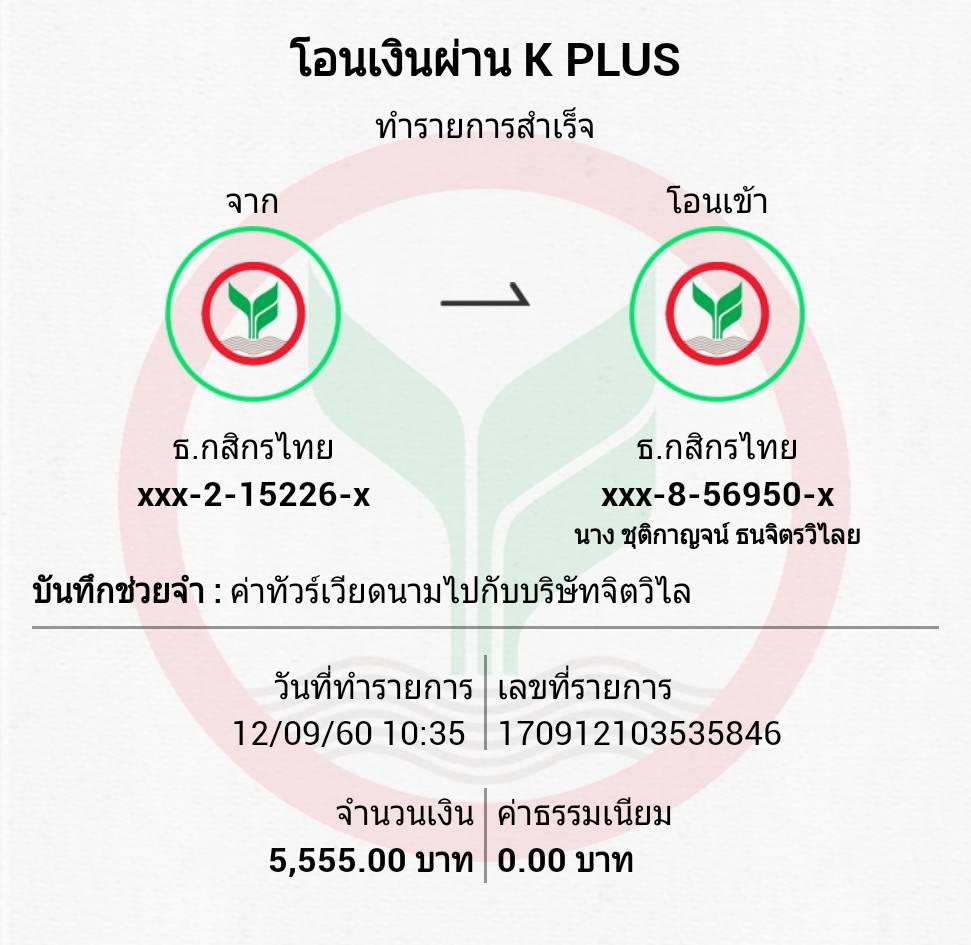 โอนเงินผ่าน K PLUS
ทำรายการสำเร็จ
จาก
โอนเข้า
ธ.กสิกรไทย
xxx-2-15226-x
ธ.กสิกรไทย
xxx-8-56950-x
นาง ชุติกาญจน์ ธนจิตรวิไลย
บันทึกช่วยจำ : ค่าทัวร์เวียดนามไปกับบริษัทจิตวิไล
วันที่ทำรายการ
12/09/60 10:35
เลขที่รายการ
170912103535846
จำนวนเงิน
5,555.00 บาท
ค่าธรรมเนียม
0.00 บาท